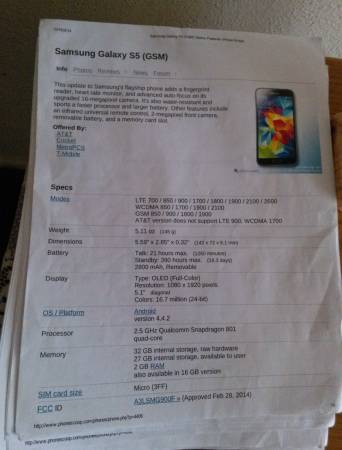 Samsung Galaxy S5 (GSM)
Info Photos Reviews News Forum
This update to Samsung's flagship phone adds a fingerprint
reader, heart rate monitor, and advanced auto focus on its
upgraded 16-megapixel camera. It's also water-resistant and
sports a faster processor and larger battery. Other features include
an infrared universal remote control, 2-megapixel front camera,
removable battery, and a memory card slot.
Offered By:
AT&T
Cricket
MetroPCS
T-Mobile
Specs
Modes LTE 700 / 850 / 900 / 1700 / 1800 / 1900 / 2100 / 2600
WCDMA 850 / 1700 / 1900 / 2100
GSM 850 / 900 / 1800 / 1900
AT&T version does not support LTE 900, WCDMA 1700
Weight 5.11 oz (145 g)
Dimensions 5.59" x 2.85" x 0.32" (142 x 72 x 8.1 mm)
Battery Talk: 21 hours max. (1260 minutes)
Standby: 390 hours max. (16.3 days)
2800 mAh, Removable
Display Type: OLED (Full-Color)
Resolution: 1080 x 1920 pixels
5.1" diagonal
Colors: 16.7 million (24-bit)
OS / Platform Android
version 4.4.2
Processor 2.5 GHz Qualcomm Snapdragon 801
quad-core
Memory 32 GB internal storage, raw hardware
27 GB internal storage, available to user
2 GB RAM
also available in 16 GB version
SIM card size Micro (3FF)
FCC ID A3LSMG900F » (Approved Feb 28, 2014)
http://www.phonescoop.com/phones/phone.php?p=4405
http://www.phonescoop.com/phones/phone.php